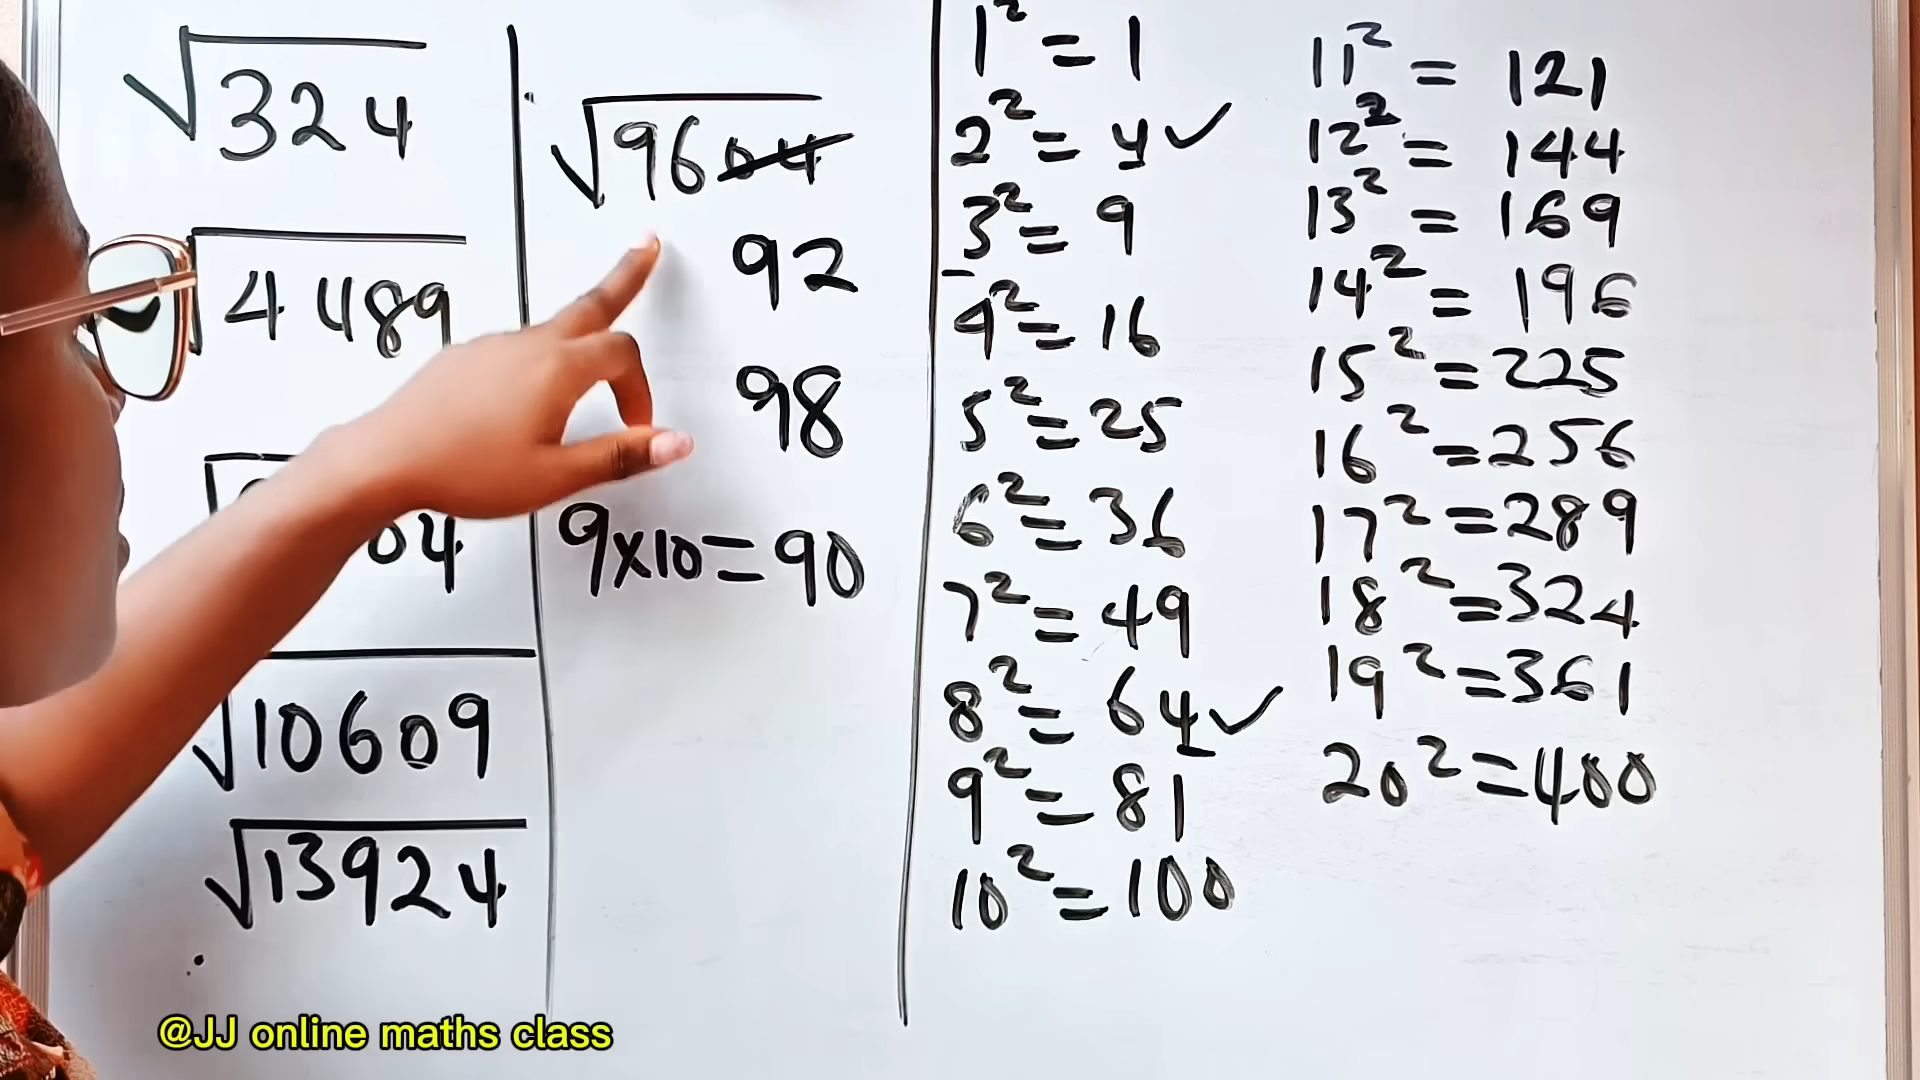 √324
√4489
04
√10609
√13924
√9604
92
98
9x10=90
1² = 1
2² = 4 ✓
3² = 9
4² = 16
5² = 25
6² = 36
7² = 49
8² = 64 ✓
9² = 81
10² = 100
11² = 121
12² = 144
13² = 169
14² = 196
15² = 225
16² = 256
17² = 289
18² = 324
19² = 361
20² = 400
@JJ online maths class